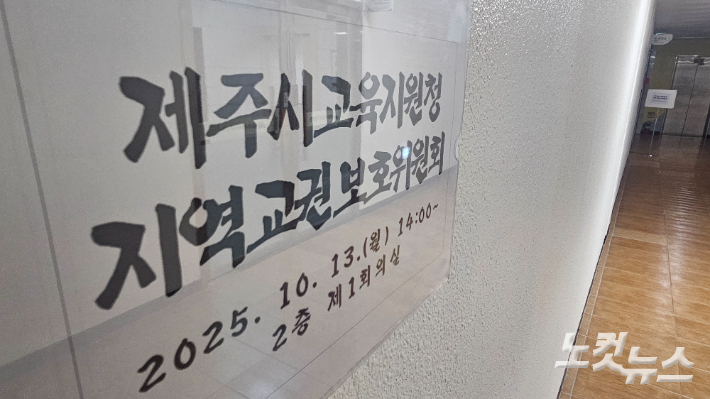 제주시교육지원청
지역교권보호위원회
2025. 10. 13.(월) 14:00~
2층 제1회의실
노컷뉴스